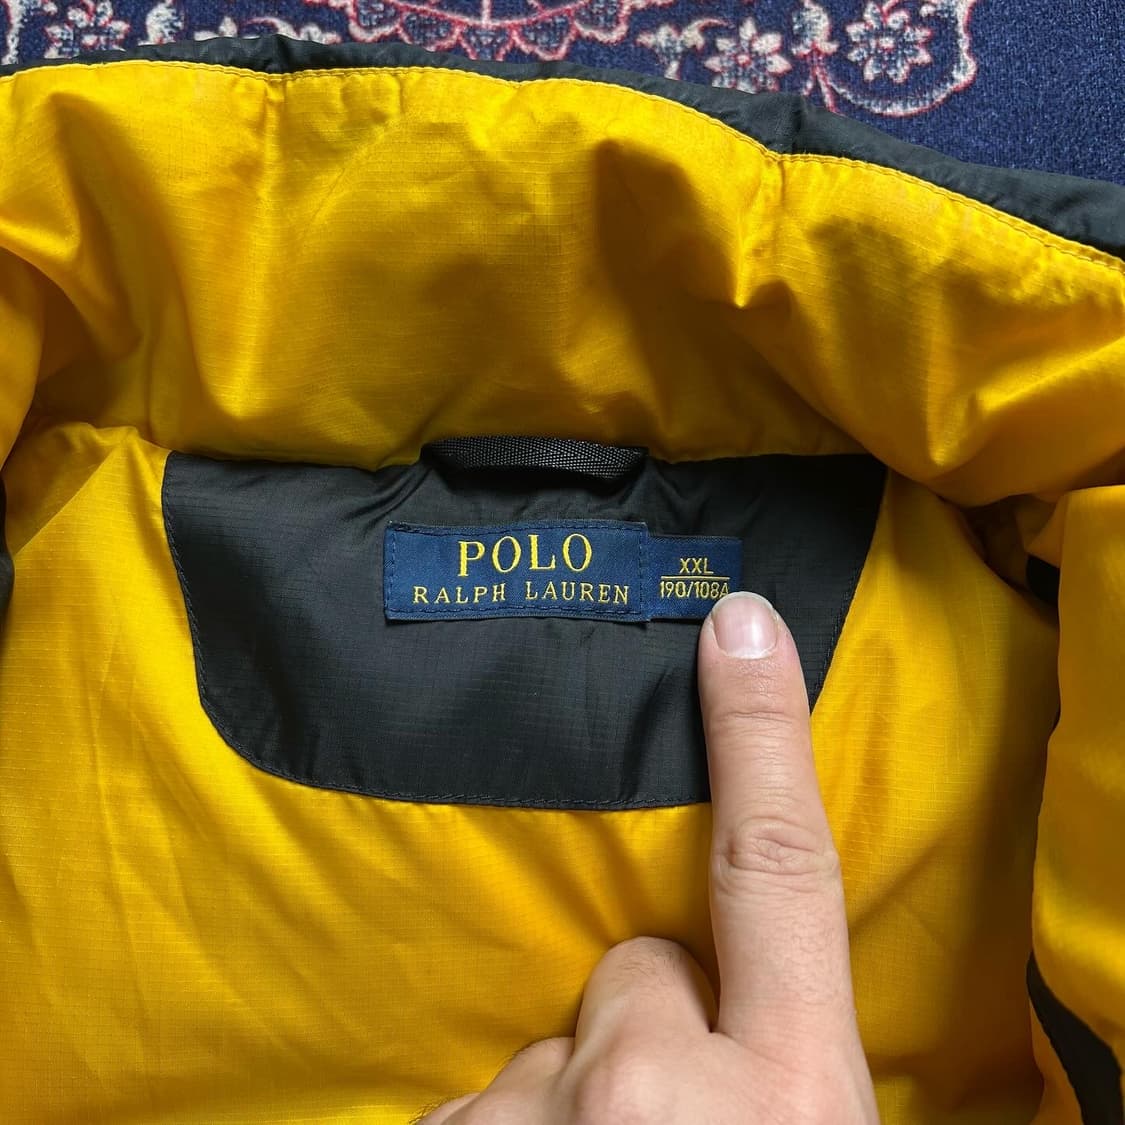 POLO
RALPH LAUREN
XXL
190/108A